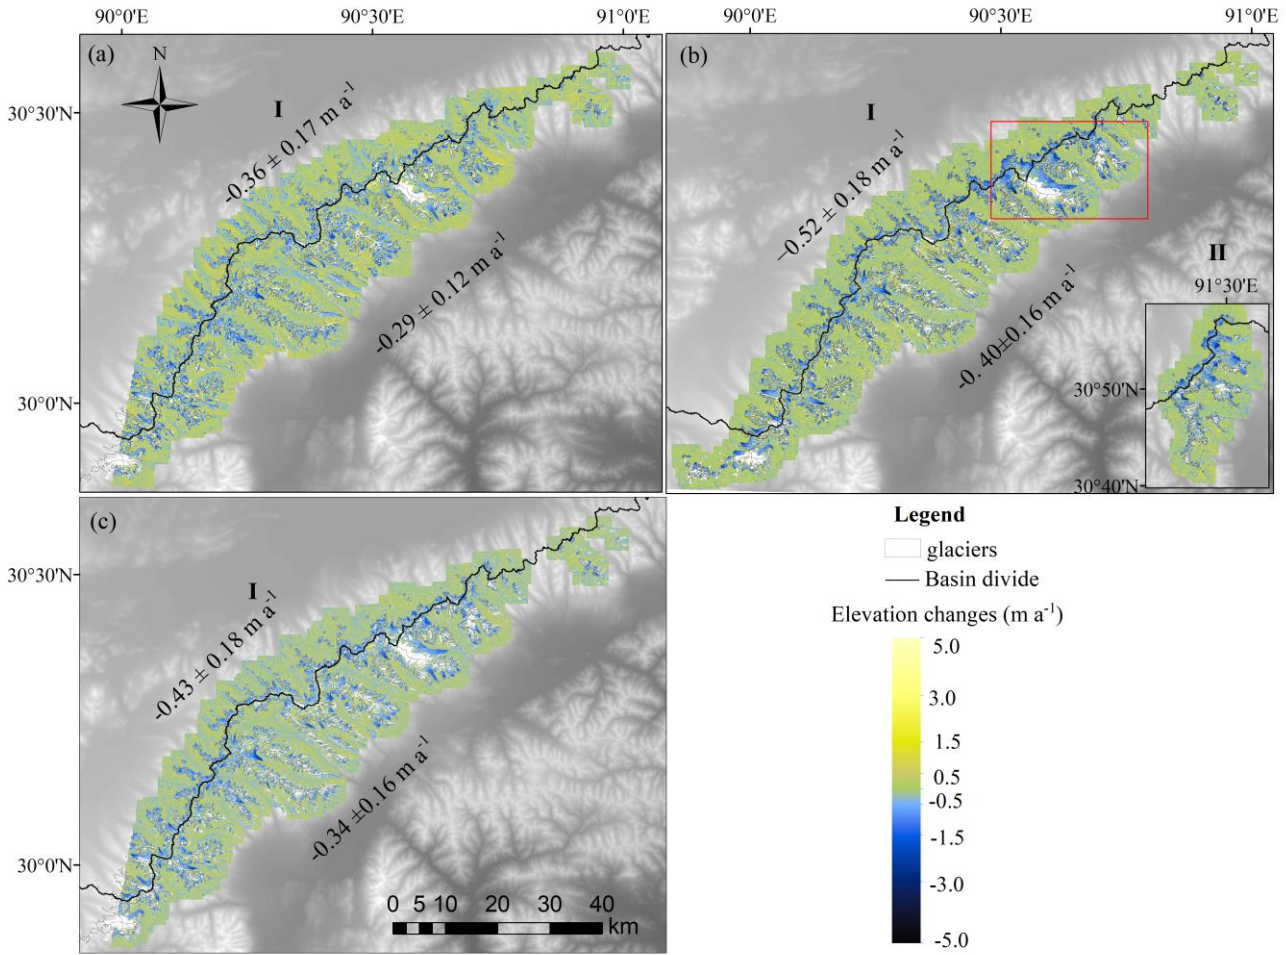 90°0'E 90°3'E 91°0'E 90°0'E 90°3'E 91°0'E
(a)
N
I
30°50'N
-0.36 ± 0.17 m a-1
-0.29 ± 0.12 m a-1
30°0'N
(b)
I
−0.52 ± 0.18 m a-1
-0. 40±0.16 m a-1
II
91°30'E
30°50'N
30°40'N
(c)
I
30°50'N
-0.43 ± 0.18 m a-1
-0.34 ±0.16 m a-1
30°0'N
0 5 10 20 30 40
km
Legend
glaciers
Basin divide
Elevation changes (m a-1)
5.0
3.0
1.5
0.5
-0.5
-1.5
-3.0
-5.0